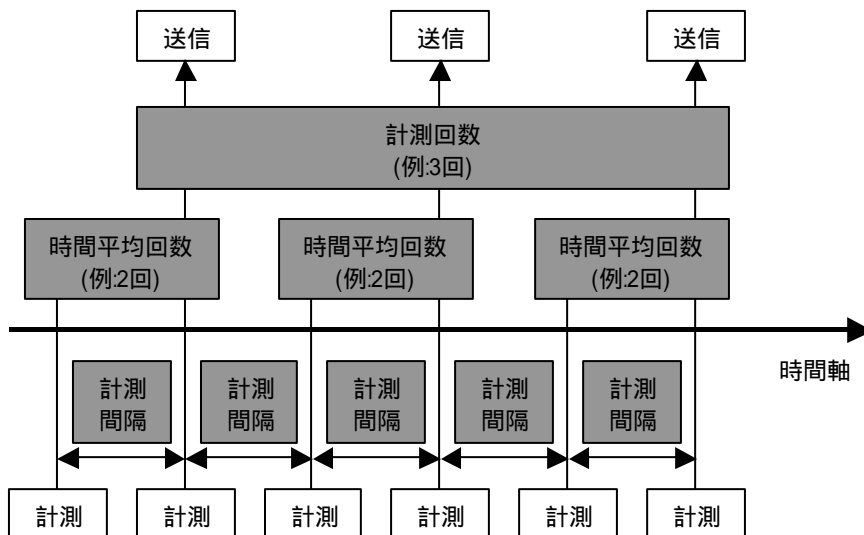 送信
送信
送信
計測回数
(例:3回)
時間平均回数
(例:2回)
時間平均回数
(例:2回)
時間平均回数
(例:2回)
時間軸
計測
間隔
計測
間隔
計測
間隔
計測
間隔
計測
間隔
計測
計測
計測
計測
計測
計測